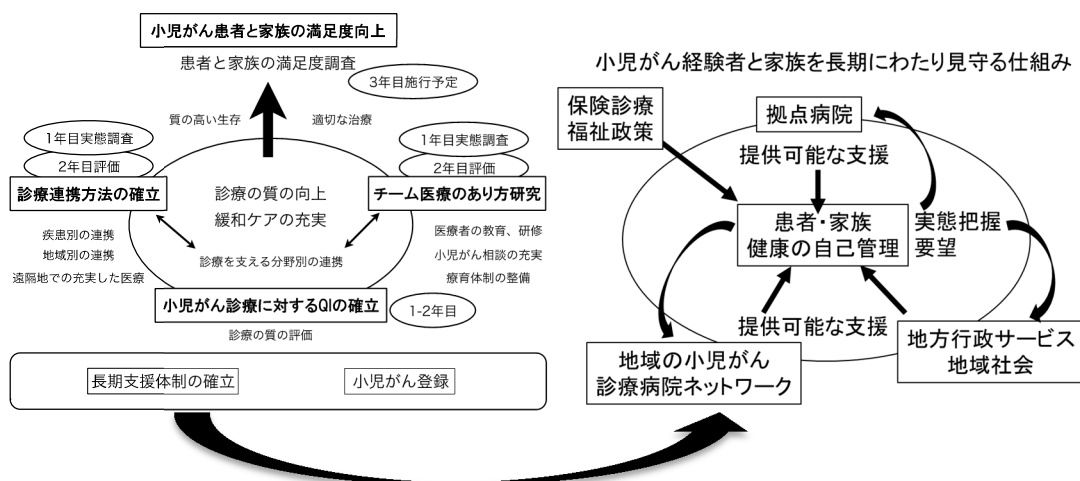 小児がん患者と家族の満足度向上
患者と家族の満足度調査
3年目施行予定
質の高い生存
適切な治療
1年目実態調査
2年目評価
診療連携方法の確立
1年目実態調査
2年目評価
チーム医療のあり方研究
診療の質の向上
緩和ケアの充実
疾患別の連携
地域別の連携
遠隔地での充実した医療
診療を支える分野別の連携
医療者の教育、研修
小児がん相談の充実
療育体制の整備
小児がん診療に対するQIの確立
1-2年目
診療の質の評価
長期支援体制の確立
小児がん登録
小児がん経験者と家族を長期にわたり見守る仕組み
保険診療
福祉政策
拠点病院
提供可能な支援
患者・家族
健康の自己管理
実態把握
要望
提供可能な支援
地域の小児がん
診療病院ネットワーク
地方行政サービス
地域社会